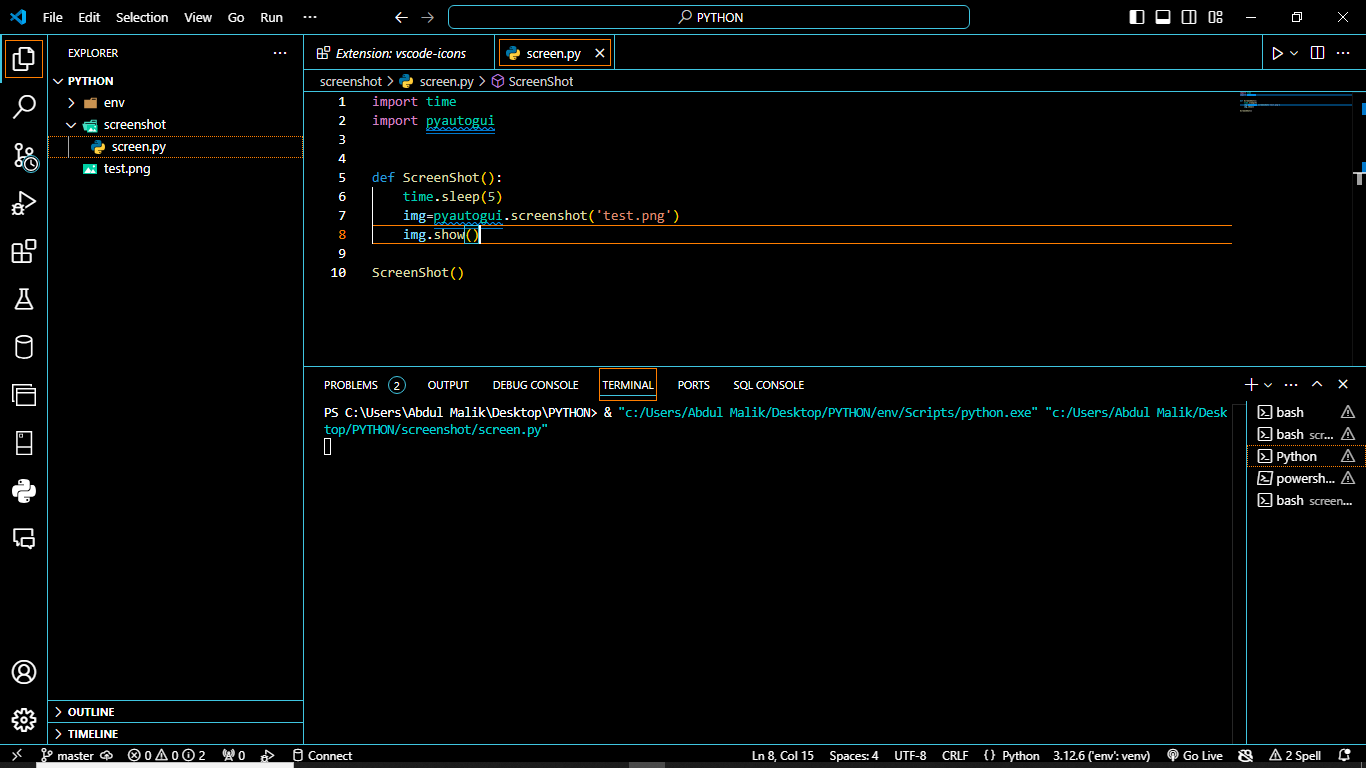 File Edit Selection View Go Run ···
PYTHON
EXPLORER
PYTHON
env
screenshot
screen.py
test.png
OUTLINE
TIMELINE
Extension: vscode-icons
screen.py
screenshot > screen.py > ScreenShot
1 import time
2 import pyautogui
3
4
5 def ScreenShot():
6 time.sleep(5)
7 img=pyautogui.screenshot('test.png')
8 img.show()
9
10 ScreenShot()
PROBLEMS 2 OUTPUT DEBUG CONSOLE TERMINAL PORTS SQL CONSOLE
PS C:\Users\Abdul Malik\Desktop\PYTHON> & "c:/Users/Abdul Malik/Desktop/PYTHON/env/Scripts/python.exe" "c:/Users/Abdul Malik/Desk
top/PYTHON/screenshot/screen.py"
bash
bash scr...
Python
powersh...
bash screen...
master 0 0 2 0 Connect Ln 8, Col 15 Spaces: 4 UTF-8 CRLF {} Python 3.12.6 ('env': venv) Go Live 2 Spell